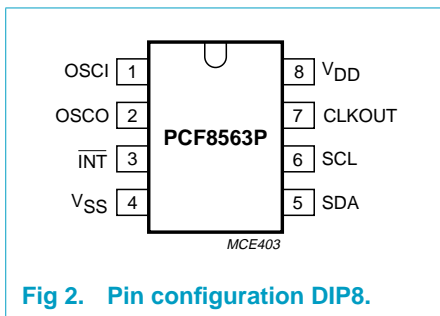 OSCI 1 8 VDD
OSCO 2 7 CLKOUT
PCF8563P
INT 3 6 SCL
VSS 4 5 SDA
MCE403
Fig 2. Pin configuration DIP8.